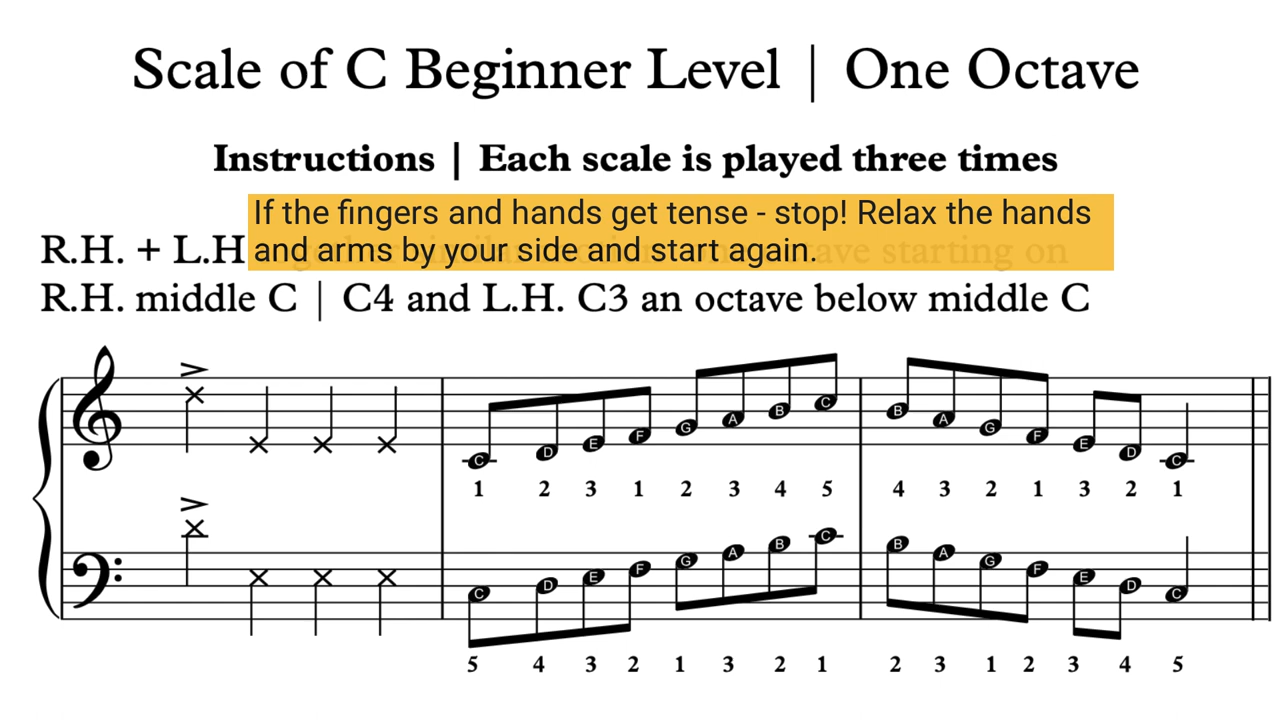 Scale of C Beginner Level | One Octave
Instructions | Each scale is played three times
If the fingers and hands get tense - stop! Relax the hands
and arms by your side and start again.
R.H. + L.H starting on
R.H. middle C | C4 and L.H. C3 an octave below middle C
C D E F G A B C B A G F E D C
1 2 3 1 2 3 4 5 4 3 2 1 3 2 1
C D E F G A B C B A G F E D C
5 4 3 2 1 3 2 1 2 3 1 2 3 4 5